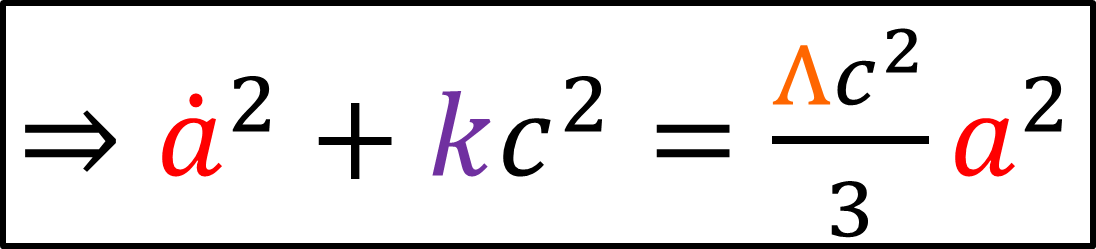 ⇒ ȧ² + kc² = Λc²/3 a²